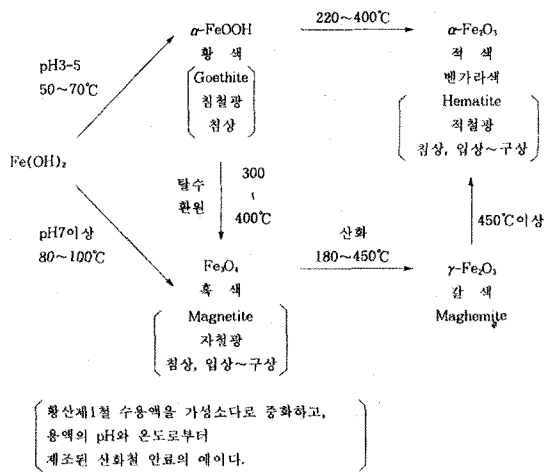 α-FeOOH
황 색
Goethite
침철광
침상
220～400℃
α-Fe₂O₃
적 색
벤가라색
Hematite
적철광
침상, 입상～구상
pH3-5
50～70℃
Fe(OH)₂
탈수
환원
300
~
400℃
pH7이상
80～100℃
450℃이상
Fe₃O₄
흑 색
Magnetite
자철광
침상, 입상～구상
산화
180～450℃
γ-Fe₂O₃
갈 색
Maghemite
황산제1철 수용액을 가성소다로 중화하고,
용액의 pH와 온도로부터
제조된 산화철 안료의 예이다.